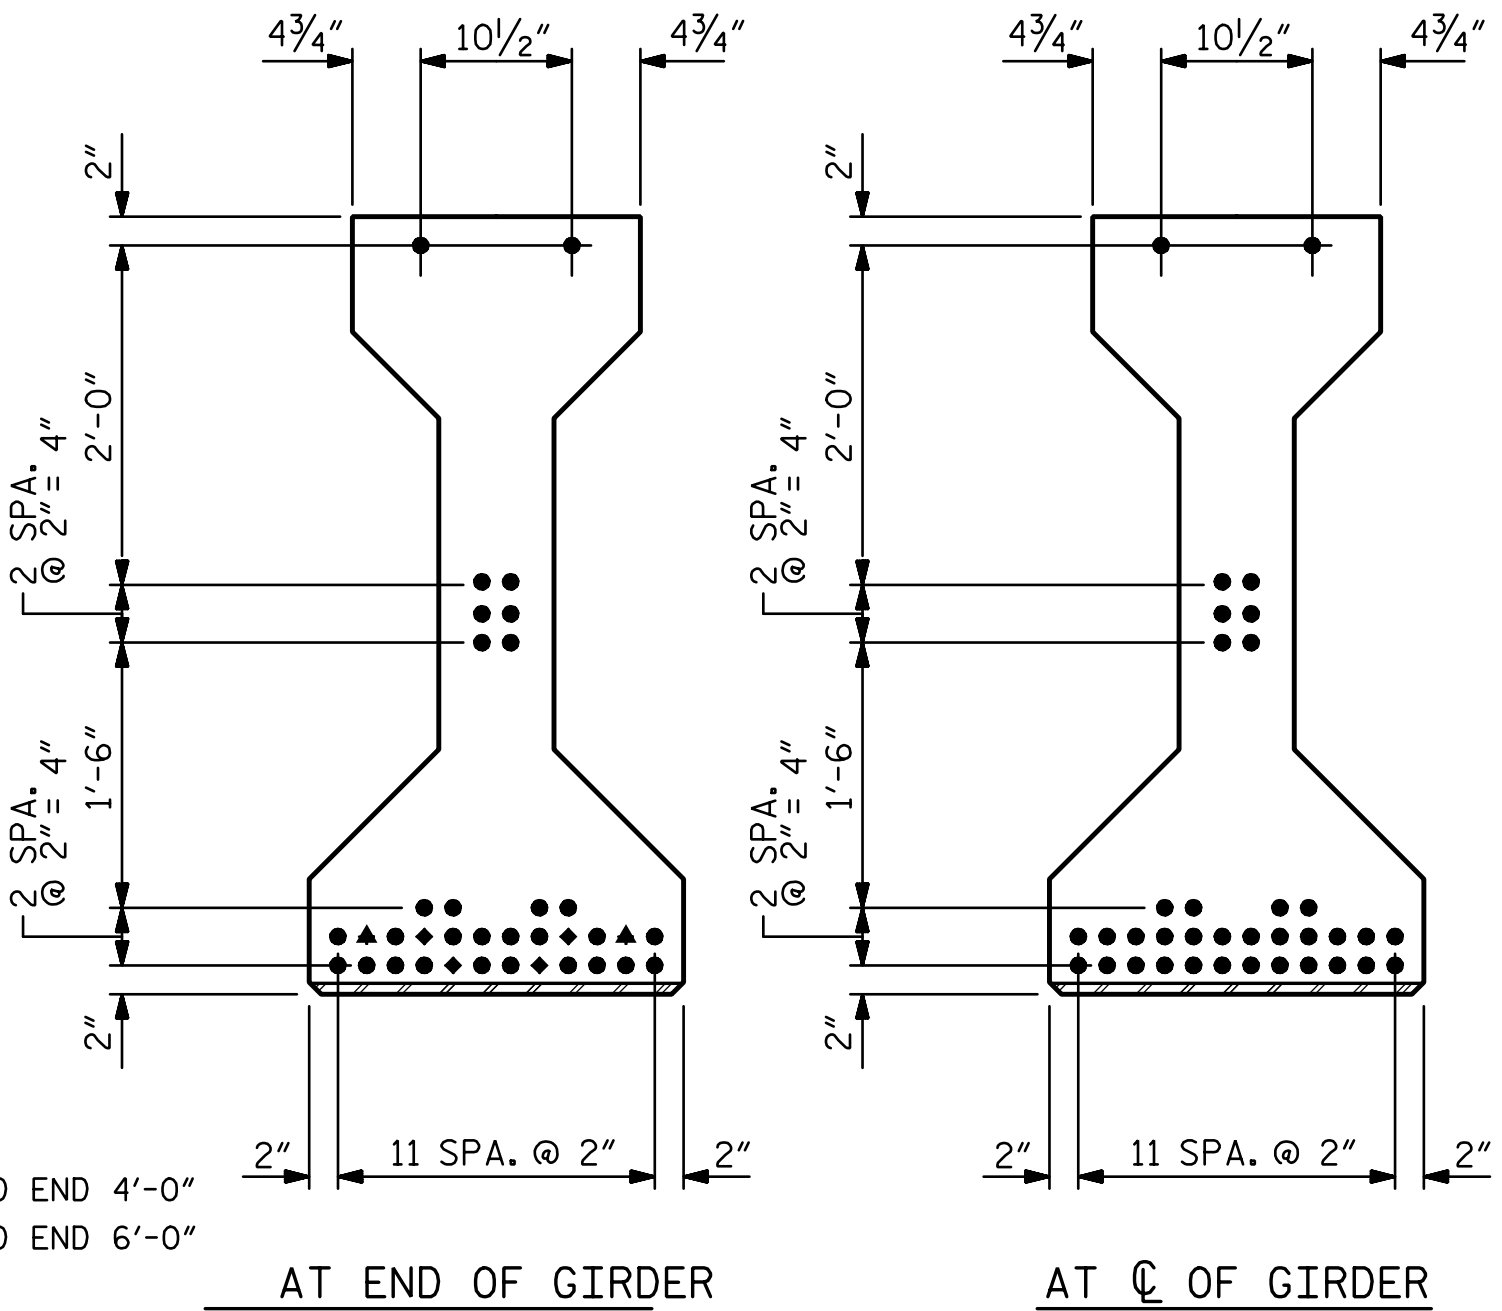 4¾" 10½" 4¾"
2"
2'-0"
2 SPA.
@ 2"= 4"
1'-6"
2 SPA.
@ 2"= 4"
2"
2" 11 SPA. @ 2" 2"
END 4'-0"
END 6'-0"
AT END OF GIRDER
4¾" 10½" 4¾"
2"
2'-0"
2 SPA.
@ 2"= 4"
1'-6"
2 SPA.
@ 2"= 4"
2"
2" 11 SPA. @ 2" 2"
AT ℄ OF GIRDER